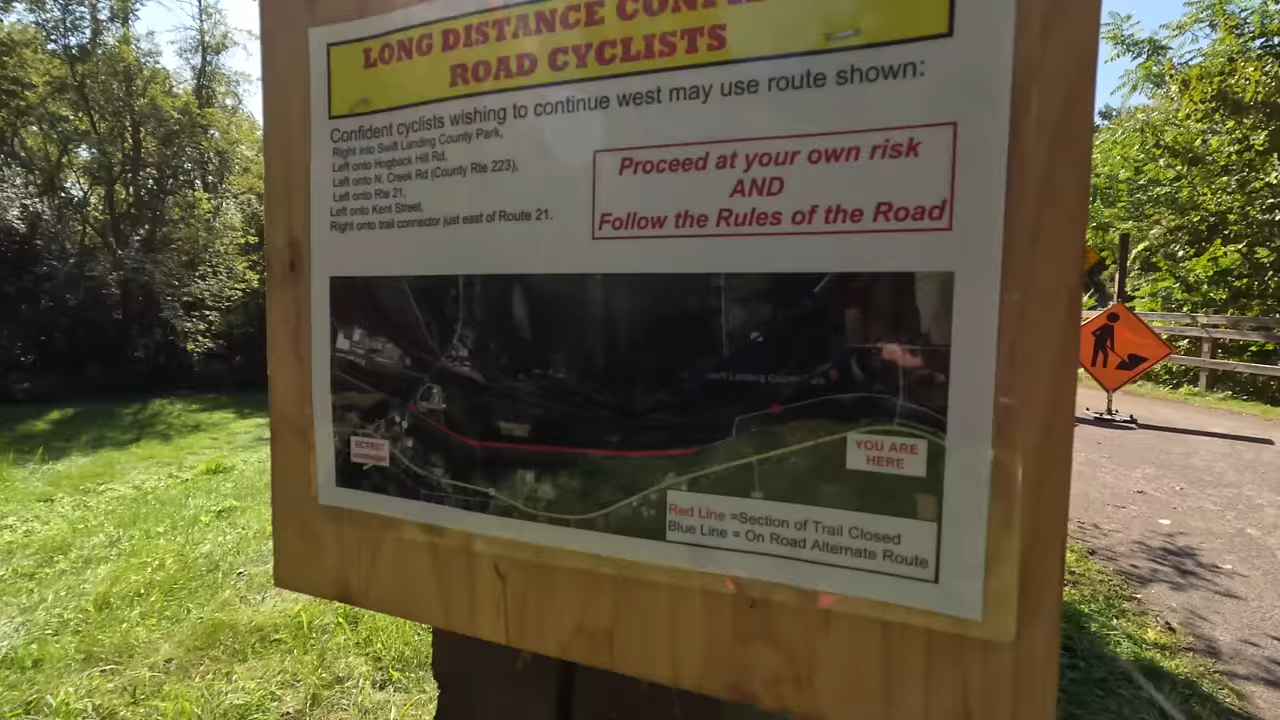 LONG DISTANCE
ROAD CYCLISTS
Confident cyclists wishing to continue west may use route shown:
Right into Swift Landing County Park,
Left onto Hogback Hill Rd,
Left onto N. Creek Rd (County Rte 223),
Left onto Rte 21,
Left onto Kent Street,
Right onto trail connector just east of Route 21.
Proceed at your own risk
AND
Follow the Rules of the Road
YOU ARE
HERE
Red Line =Section of Trail Closed
Blue Line = On Road Alternate Route